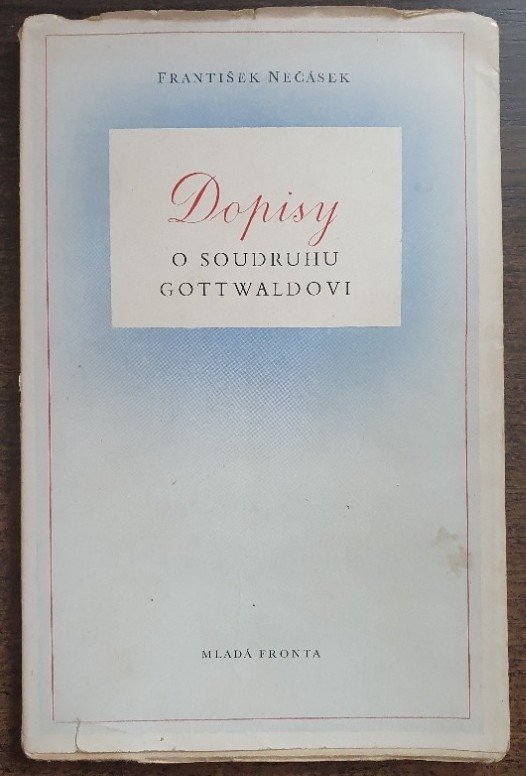 FRANTIŠEK NEČÁSEK
Dopisy
O SOUDRUHU
GOTTWALDOVI
MLADÁ FRONTA